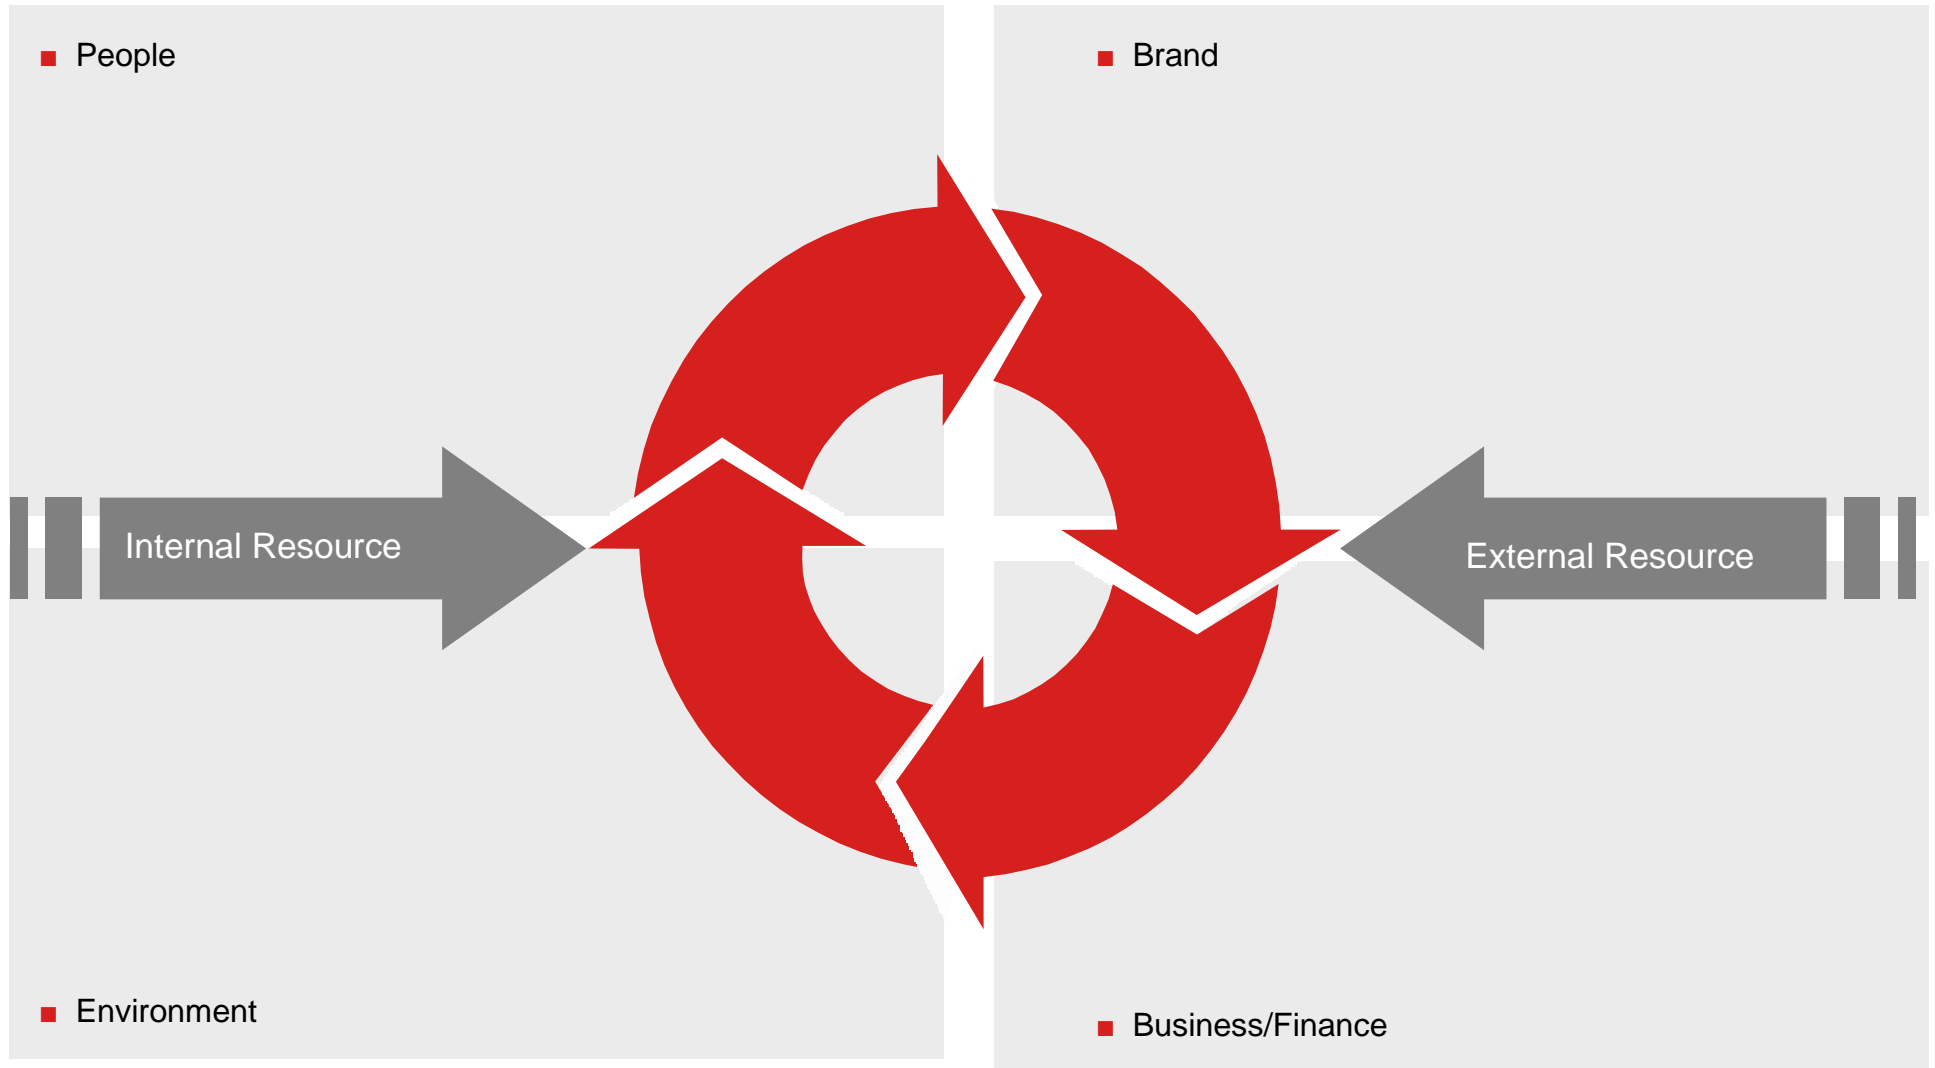 People
Brand
Internal Resource
External Resource
Environment
Business/Finance